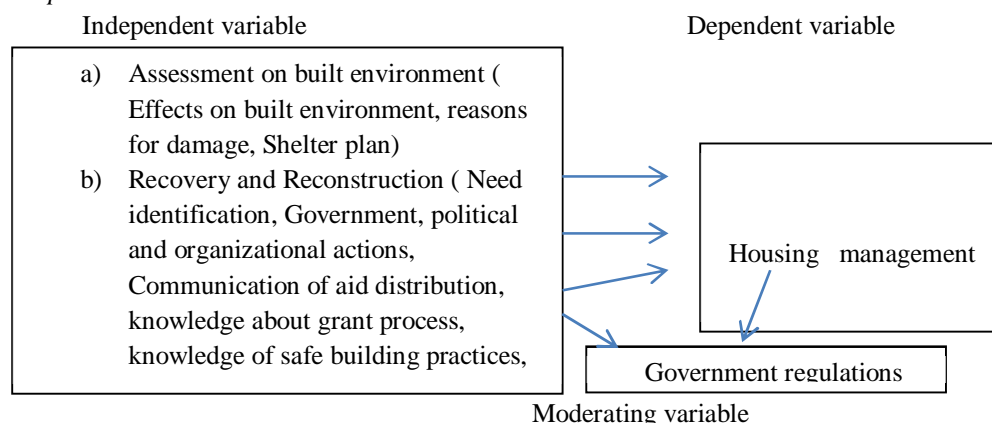 Independent variable
Dependent variable
a) Assessment on built environment (
Effects on built environment, reasons
for damage, Shelter plan)
b) Recovery and Reconstruction ( Need
identification, Government, political
and organizational actions,
Communication of aid distribution,
knowledge about grant process,
knowledge of safe building practices,
Housing management
Government regulations
Moderating variable